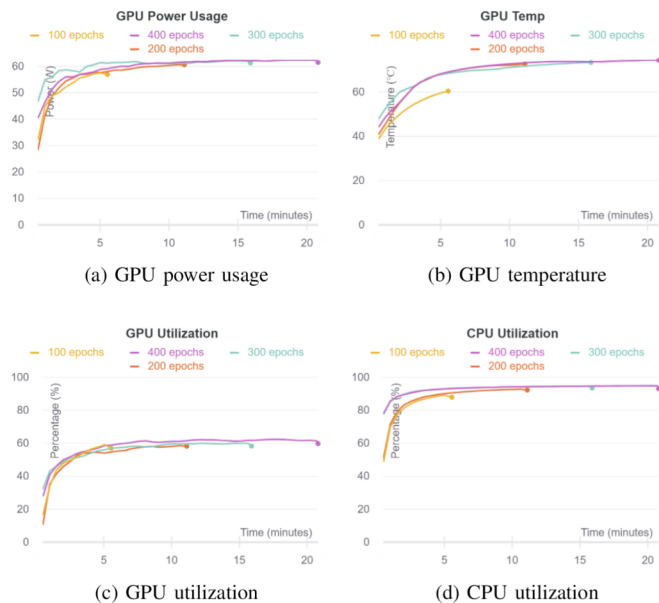 GPU Power Usage
100 epochs 400 epochs 300 epochs
200 epochs
Power (W)
60
50
40
30
20
10
0
Time (minutes)
5 10 15 20
(a) GPU power usage
GPU Temp
100 epochs 400 epochs 300 epochs
200 epochs
Temperature (°C)
60
40
20
0
Time (minutes)
5 10 15 20
(b) GPU temperature
GPU Utilization
100 epochs 400 epochs 300 epochs
200 epochs
Percentage (%)
100
80
60
40
20
0
Time (minutes)
5 10 15 20
(c) GPU utilization
CPU Utilization
100 epochs 400 epochs 300 epochs
200 epochs
Percentage (%)
100
80
60
40
20
0
Time (minutes)
5 10 15 20
(d) CPU utilization